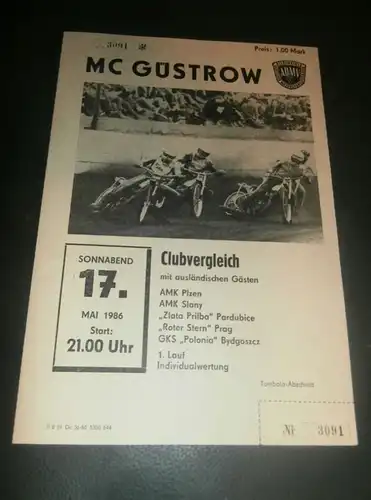 3091
Preis: 1,00 Mark
MC GÜSTROW
ADMV
SONNABEND
17.
MAI 1986
Start:
21.00 Uhr
Clubvergleich
mit ausländischen Gästen
AMK Plzen
AMK Slany
„Zlata Prilba" Pardubice
„Roter Stern" Prag
GKS „Polonia" Bydgoszcz
1. Lauf
Individualwertung
Tombola-Abschnitt
Nr. 3091